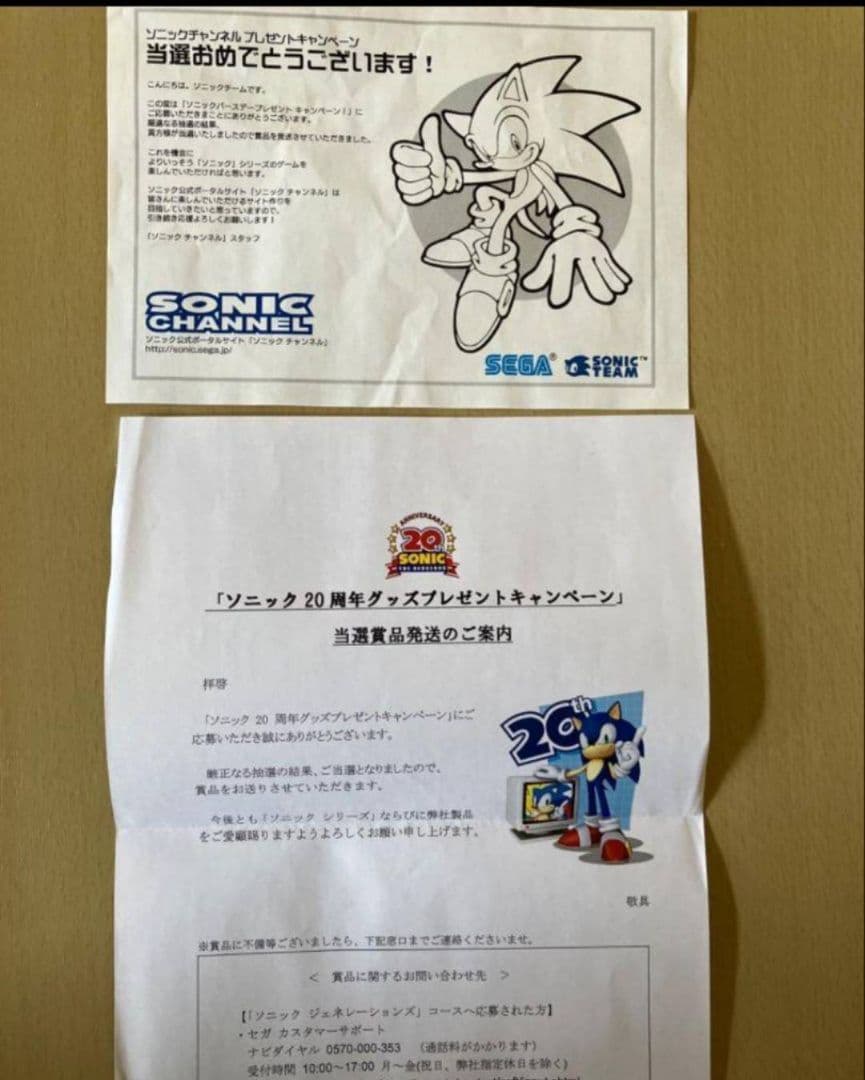 ソニックチャンネル プレゼントキャンペーン
当選おめでとうございます！
こんにちは、ソニックチームです。
この度は「ソニックバースデープレゼント キャンペーン！」に
ご応募いただきまことにありがとうございます。
厳選なる抽選の結果、
貴方様が当選いたしましたので賞品を発送させていただきました。
これを機会に
よりいっそう「ソニック」シリーズのゲームを
楽しんでいただければと思います。
ソニック公式ポータルサイト「ソニック チャンネル」は
皆さんに楽しんでいただけるサイト作りを
目指していきたいと思っていますので、
引き続き応援よろしくお願いします！
「ソニック チャンネル」スタッフ
SONIC
CHANNEL
ソニック公式ポータルサイト「ソニック チャンネル」
http://sonic.sega.jp/
SEGA®
SONIC
TEAM™
ANNIVERSARY
20th
SONIC
THE HEDGEHOG
「ソニック 20 周年グッズプレゼントキャンペーン」
当選賞品発送のご案内
拝啓
「ソニック 20 周年グッズプレゼントキャンペーン」にご
応募いただき誠にありがとうございます。
厳正なる抽選の結果、ご当選となりましたので、
賞品をお送りさせていただきます。
今後とも「ソニック シリーズ」ならびに弊社製品
をご愛顧賜りますようよろしくお願い申し上げます。
20th
敬具
※賞品に不備等ございましたら、下記窓口までご連絡くださいませ。
＜ 賞品に関するお問い合わせ先 ＞
【「ソニック ジェネレーションズ」コースへ応募された方】
・セガ カスタマーサポート
ナビダイヤル 0570-000-353 （通話料がかかります）
受付時間 10:00～17:00 月～金(祝日、弊社指定休日を除く)